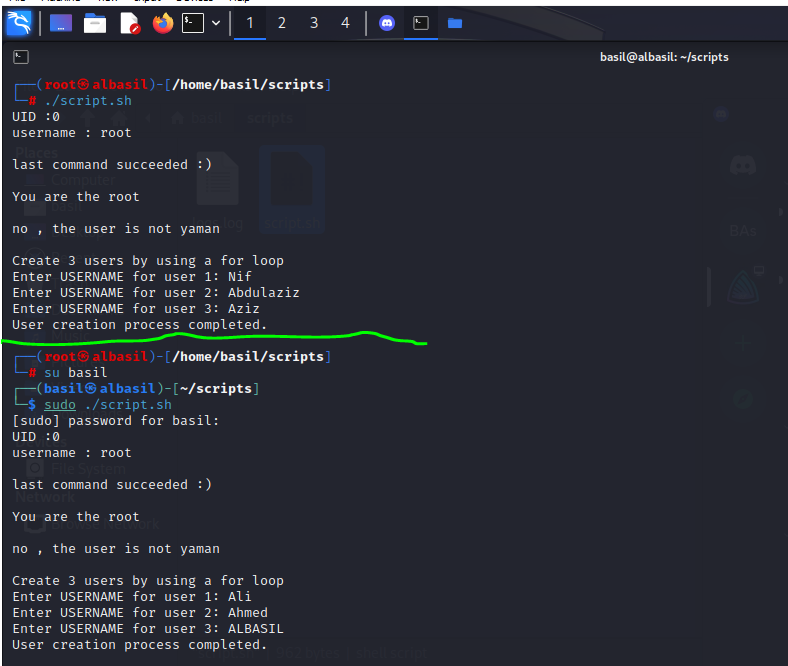 1 2 3 4
basil@albasil: ~/scripts
┌──(root㉿albasil)-[/home/basil/scripts]
└─# ./script.sh
UID :0
username : root
last command succeeded :)
You are the root
no , the user is not yaman
Create 3 users by using a for loop
Enter USERNAME for user 1: Nif
Enter USERNAME for user 2: Abdulaziz
Enter USERNAME for user 3: Aziz
User creation process completed.
┌──(root㉿albasil)-[/home/basil/scripts]
└─# su basil
┌──(basil㉿albasil)-[~/scripts]
└─$ sudo ./script.sh
[sudo] password for basil:
UID :0
username : root
last command succeeded :)
You are the root
no , the user is not yaman
Create 3 users by using a for loop
Enter USERNAME for user 1: Ali
Enter USERNAME for user 2: Ahmed
Enter USERNAME for user 3: ALBASIL
User creation process completed.